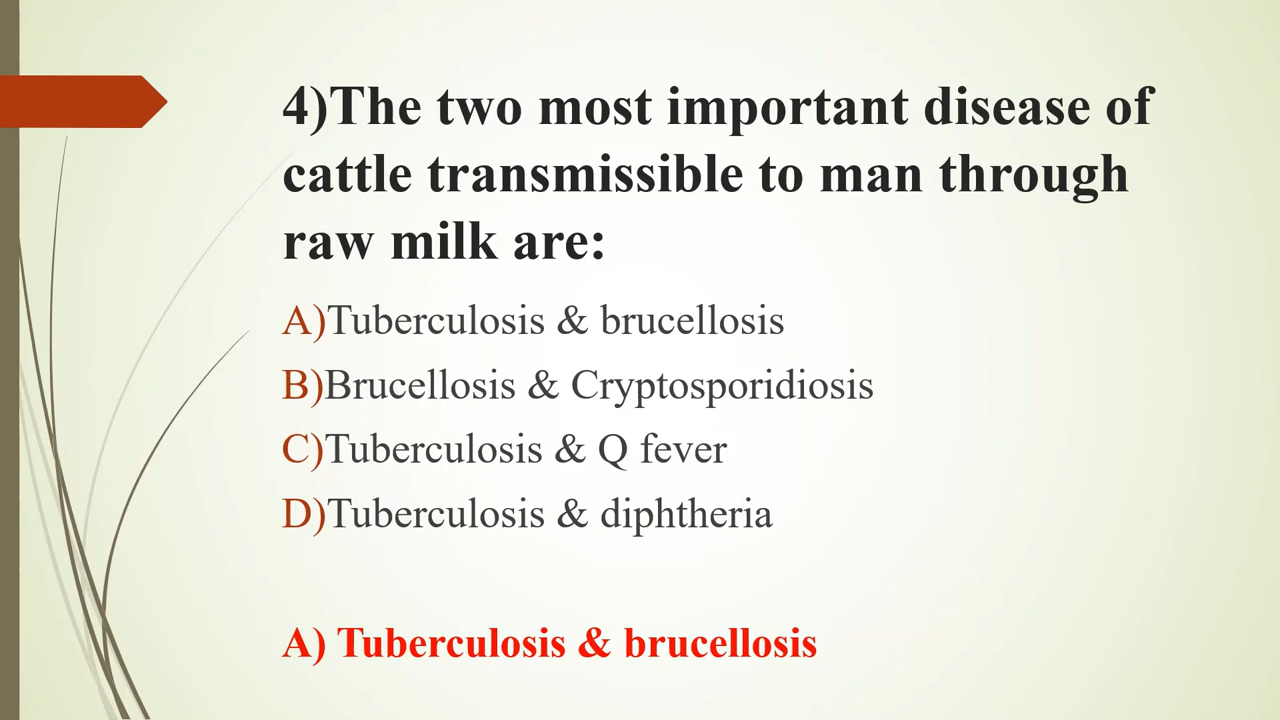 4)The two most important disease of
cattle transmissible to man through
raw milk are:
A)Tuberculosis & brucellosis
B)Brucellosis & Cryptosporidiosis
C)Tuberculosis & Q fever
D)Tuberculosis & diphtheria
A) Tuberculosis & brucellosis